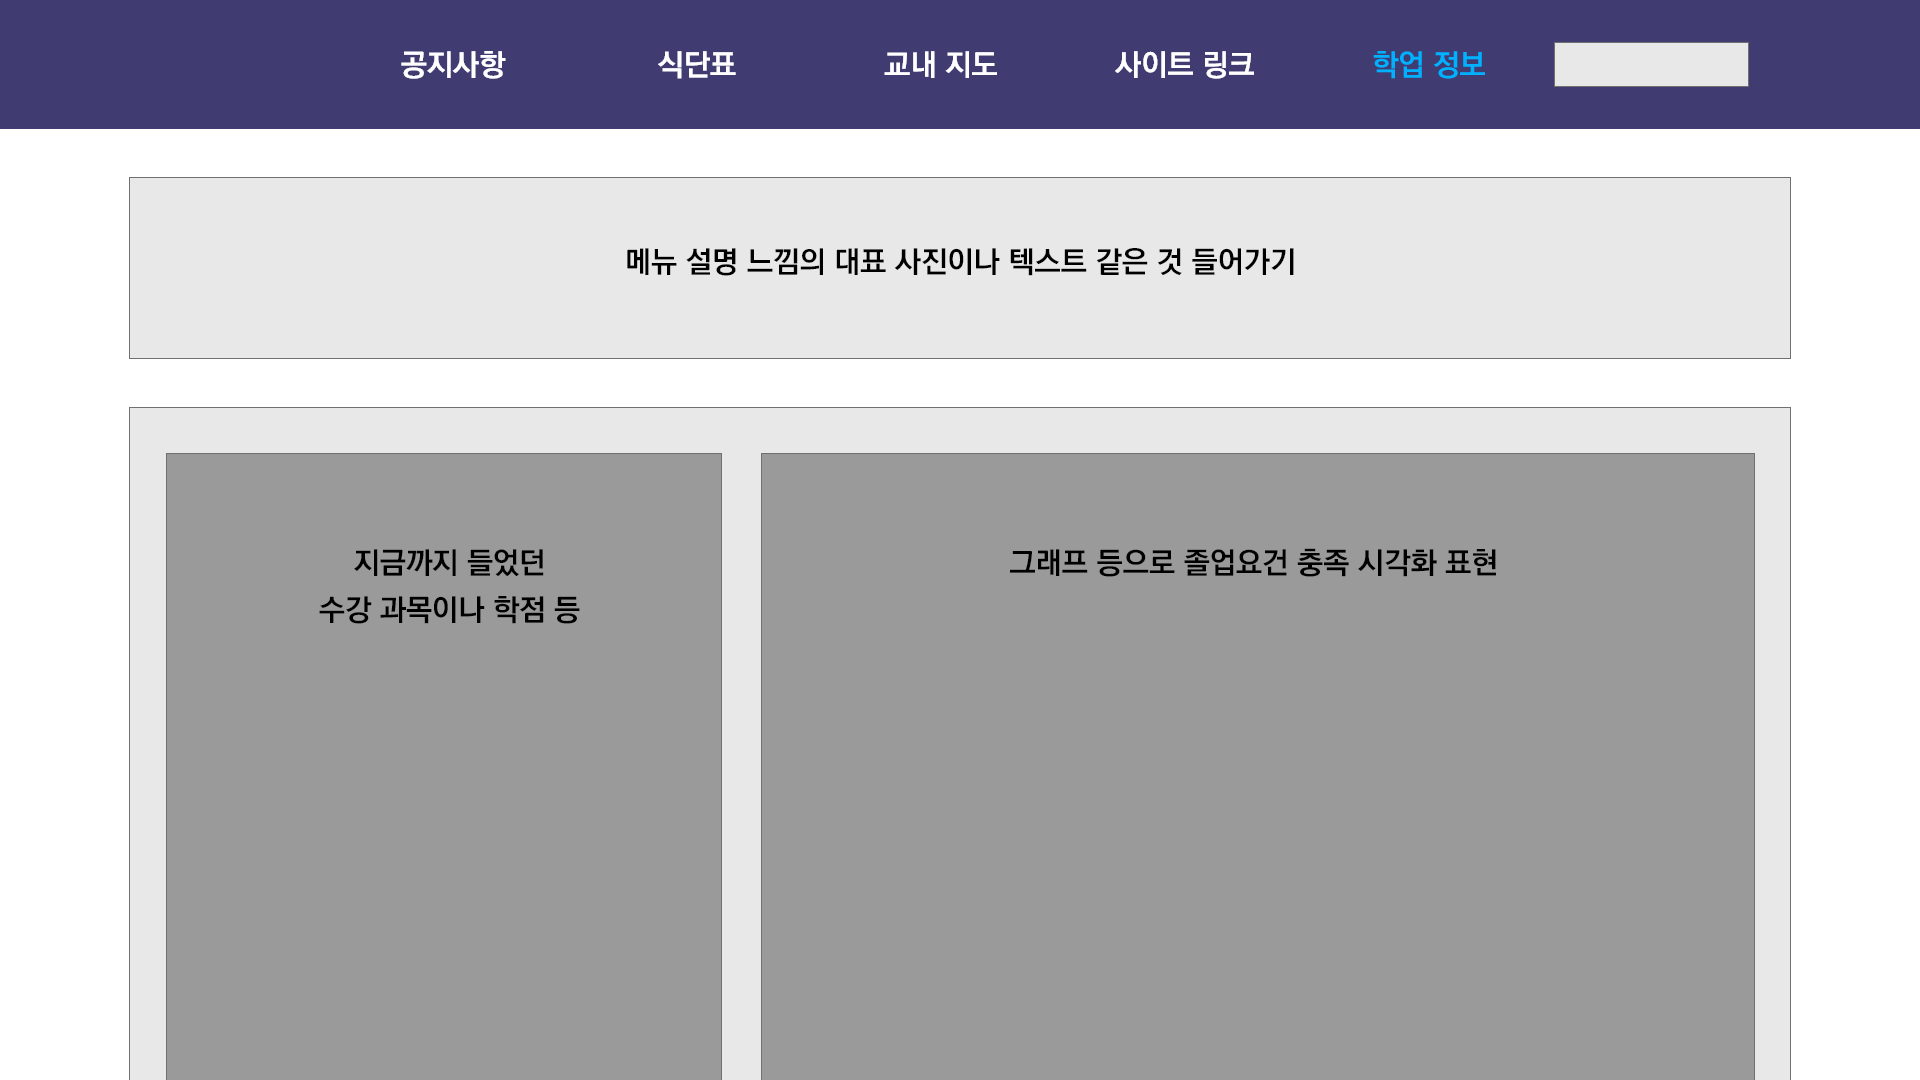 공지사항 식단표 교내 지도 사이트 링크 학업 정보
메뉴 설명 느낌의 대표 사진이나 텍스트 같은 것 들어가기
지금까지 들었던
수강 과목이나 학점 등
그래프 등으로 졸업요건 충족 시각화 표현